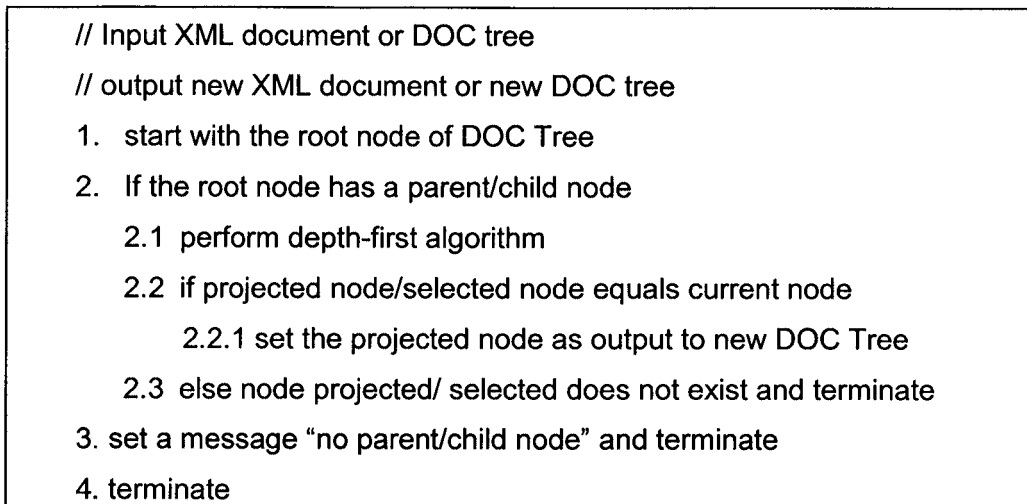 // Input XML document or DOC tree
// output new XML document or new DOC tree
1. start with the root node of DOC Tree
2. If the root node has a parent/child node
2.1 perform depth-first algorithm
2.2 if projected node/selected node equals current node
2.2.1 set the projected node as output to new DOC Tree
2.3 else node projected/ selected does not exist and terminate
3. set a message “no parent/child node” and terminate
4. terminate